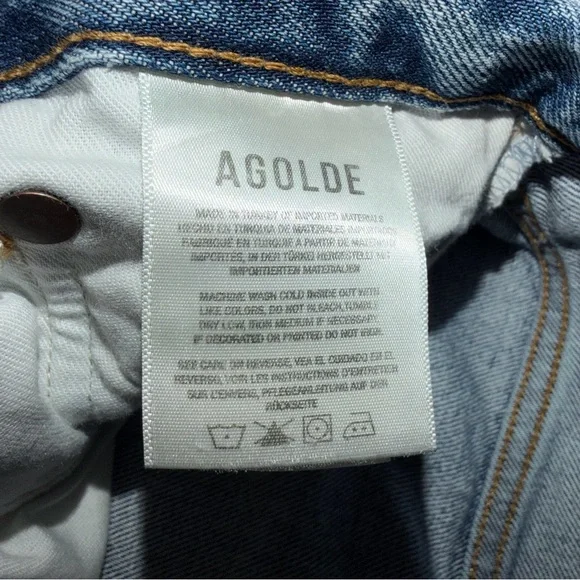 AGOLDE
MADE IN TURKEY OF IMPORTED MATERIALS
HECHO EN TURQUIA DE MATERIALES IMPORTADOS
FABRIQUÉ EN TURQUIE A PARTIR DE MATERIAUX
IMPORTES, IN DER TÜRKEI HERGESTELLT MIT
IMPORTIERTEN MATERIALIEN
MACHINE WASH COLD INSIDE OUT WITH
LIKE COLORS, DO NOT BLEACH, TUMBLE
DRY LOW, IRON MEDIUM IF NECESSARY.
IF DECORATED OR PRINTED DO NOT IRON.
SEE CARE ON REVERSE, VEA EL CUIDADO EN EL
REVERSO, VOIR LES INSTRUCTIONS D'ENTRETIEN
SUR L'ENVERS, PFLEGEANLEITUNG AUF DER
RÜCKSEITE